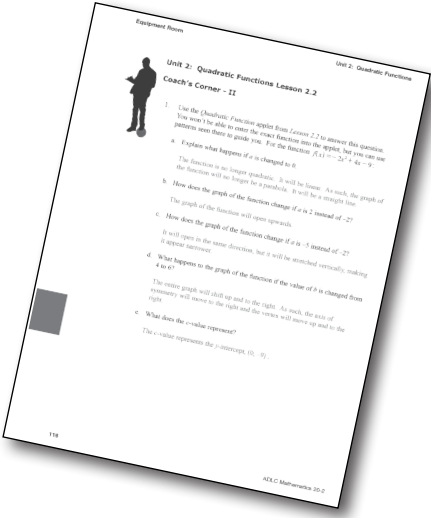 Equipment Room
Unit 2: Quadratic Functions
Unit 2: Quadratic Functions Lesson 2.2
Coach's Corner - II
1. Use the Quadratic Function applet from Lesson 2.2 to answer this question.
You won't be able to enter the exact function into the applet, but you can use
patterns seen there to guide you. For the function f(x) = – 2x² + 4x – 9:
a. Explain what happens if a is changed to 0.
The function is no longer quadratic. It will be linear. As such, the graph of
the function will no longer be a parabola. It will be a straight line.
b. How does the graph of the function change if a is 2 instead of –2?
The graph of the function will open upwards.
c. How does the graph of the function change if a is –5 instead of –2?
It will open in the same direction, but it will be stretched vertically, making
it appear narrower.
d. What happens to the graph of the function if the value of b is changed from
4 to 6?
The entire graph will shift up and to the right. As such, the axis of
symmetry will move to the right and the vertex will move up and to the
right.
e. What does the c-value represent?
The c-value represents the y-intercept, (0, –9).
118
ADLC Mathematics 20-2